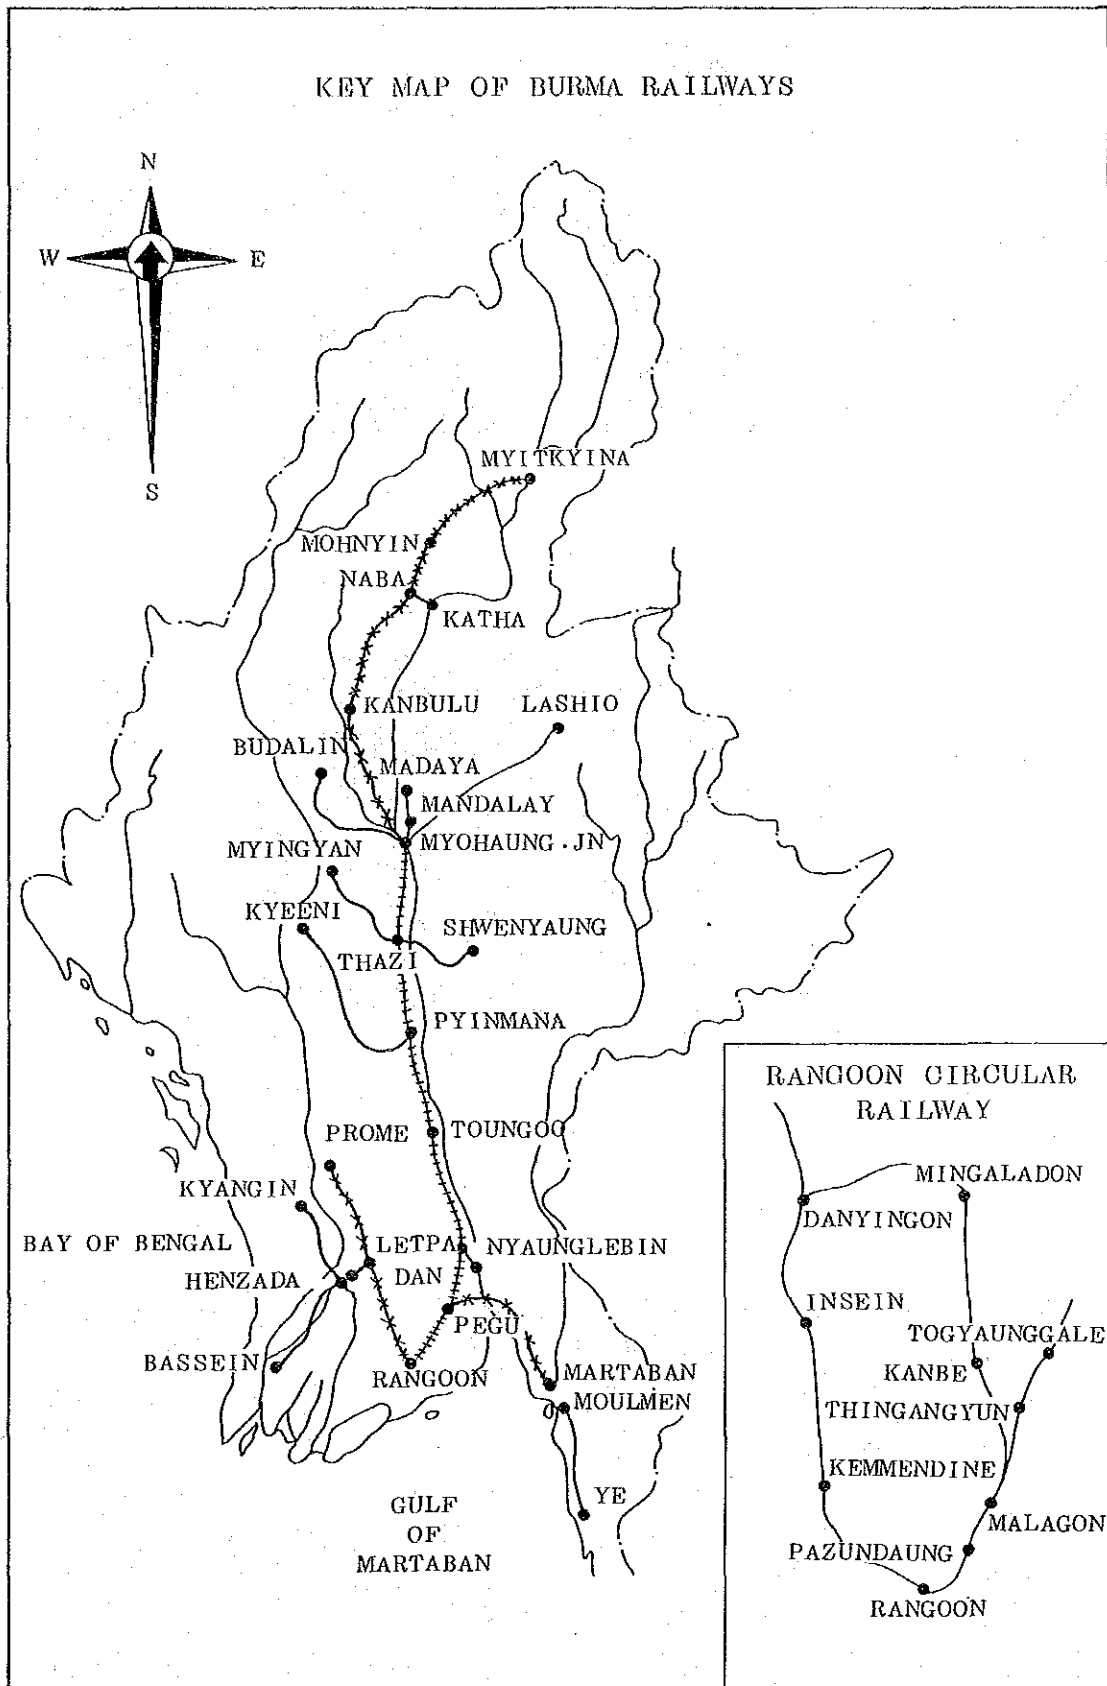 KEY MAP OF BURMA RAILWAYS
N
W
E
S
MYITKYINA
MOHNYIN
NABA
KATHA
KANBULU
LASHIO
BUDALIN
MADAYA
MANDALAY
MYOHAUNG.JN
MYINGYAN
KYEENI
SHWENYAUNG
THAZI
PYINMANA
PROME
TOUNGOO
KYANGIN
BAY OF BENGAL
LETPA
DAN
NYAUNGLEBIN
HENZADA
PEGU
BASSEIN
RANGOON
MARTABAN
MOULMEN
YE
GULF
OF
MARTABAN
RANGOON CIRCULAR
RAILWAY
MINGALADON
DANYINGON
INSEIN
TOGYAUNGGALE
KANBE
THINGANGYUN
KEMMENDINE
MALAGON
PAZUNDAUNG
RANGOON